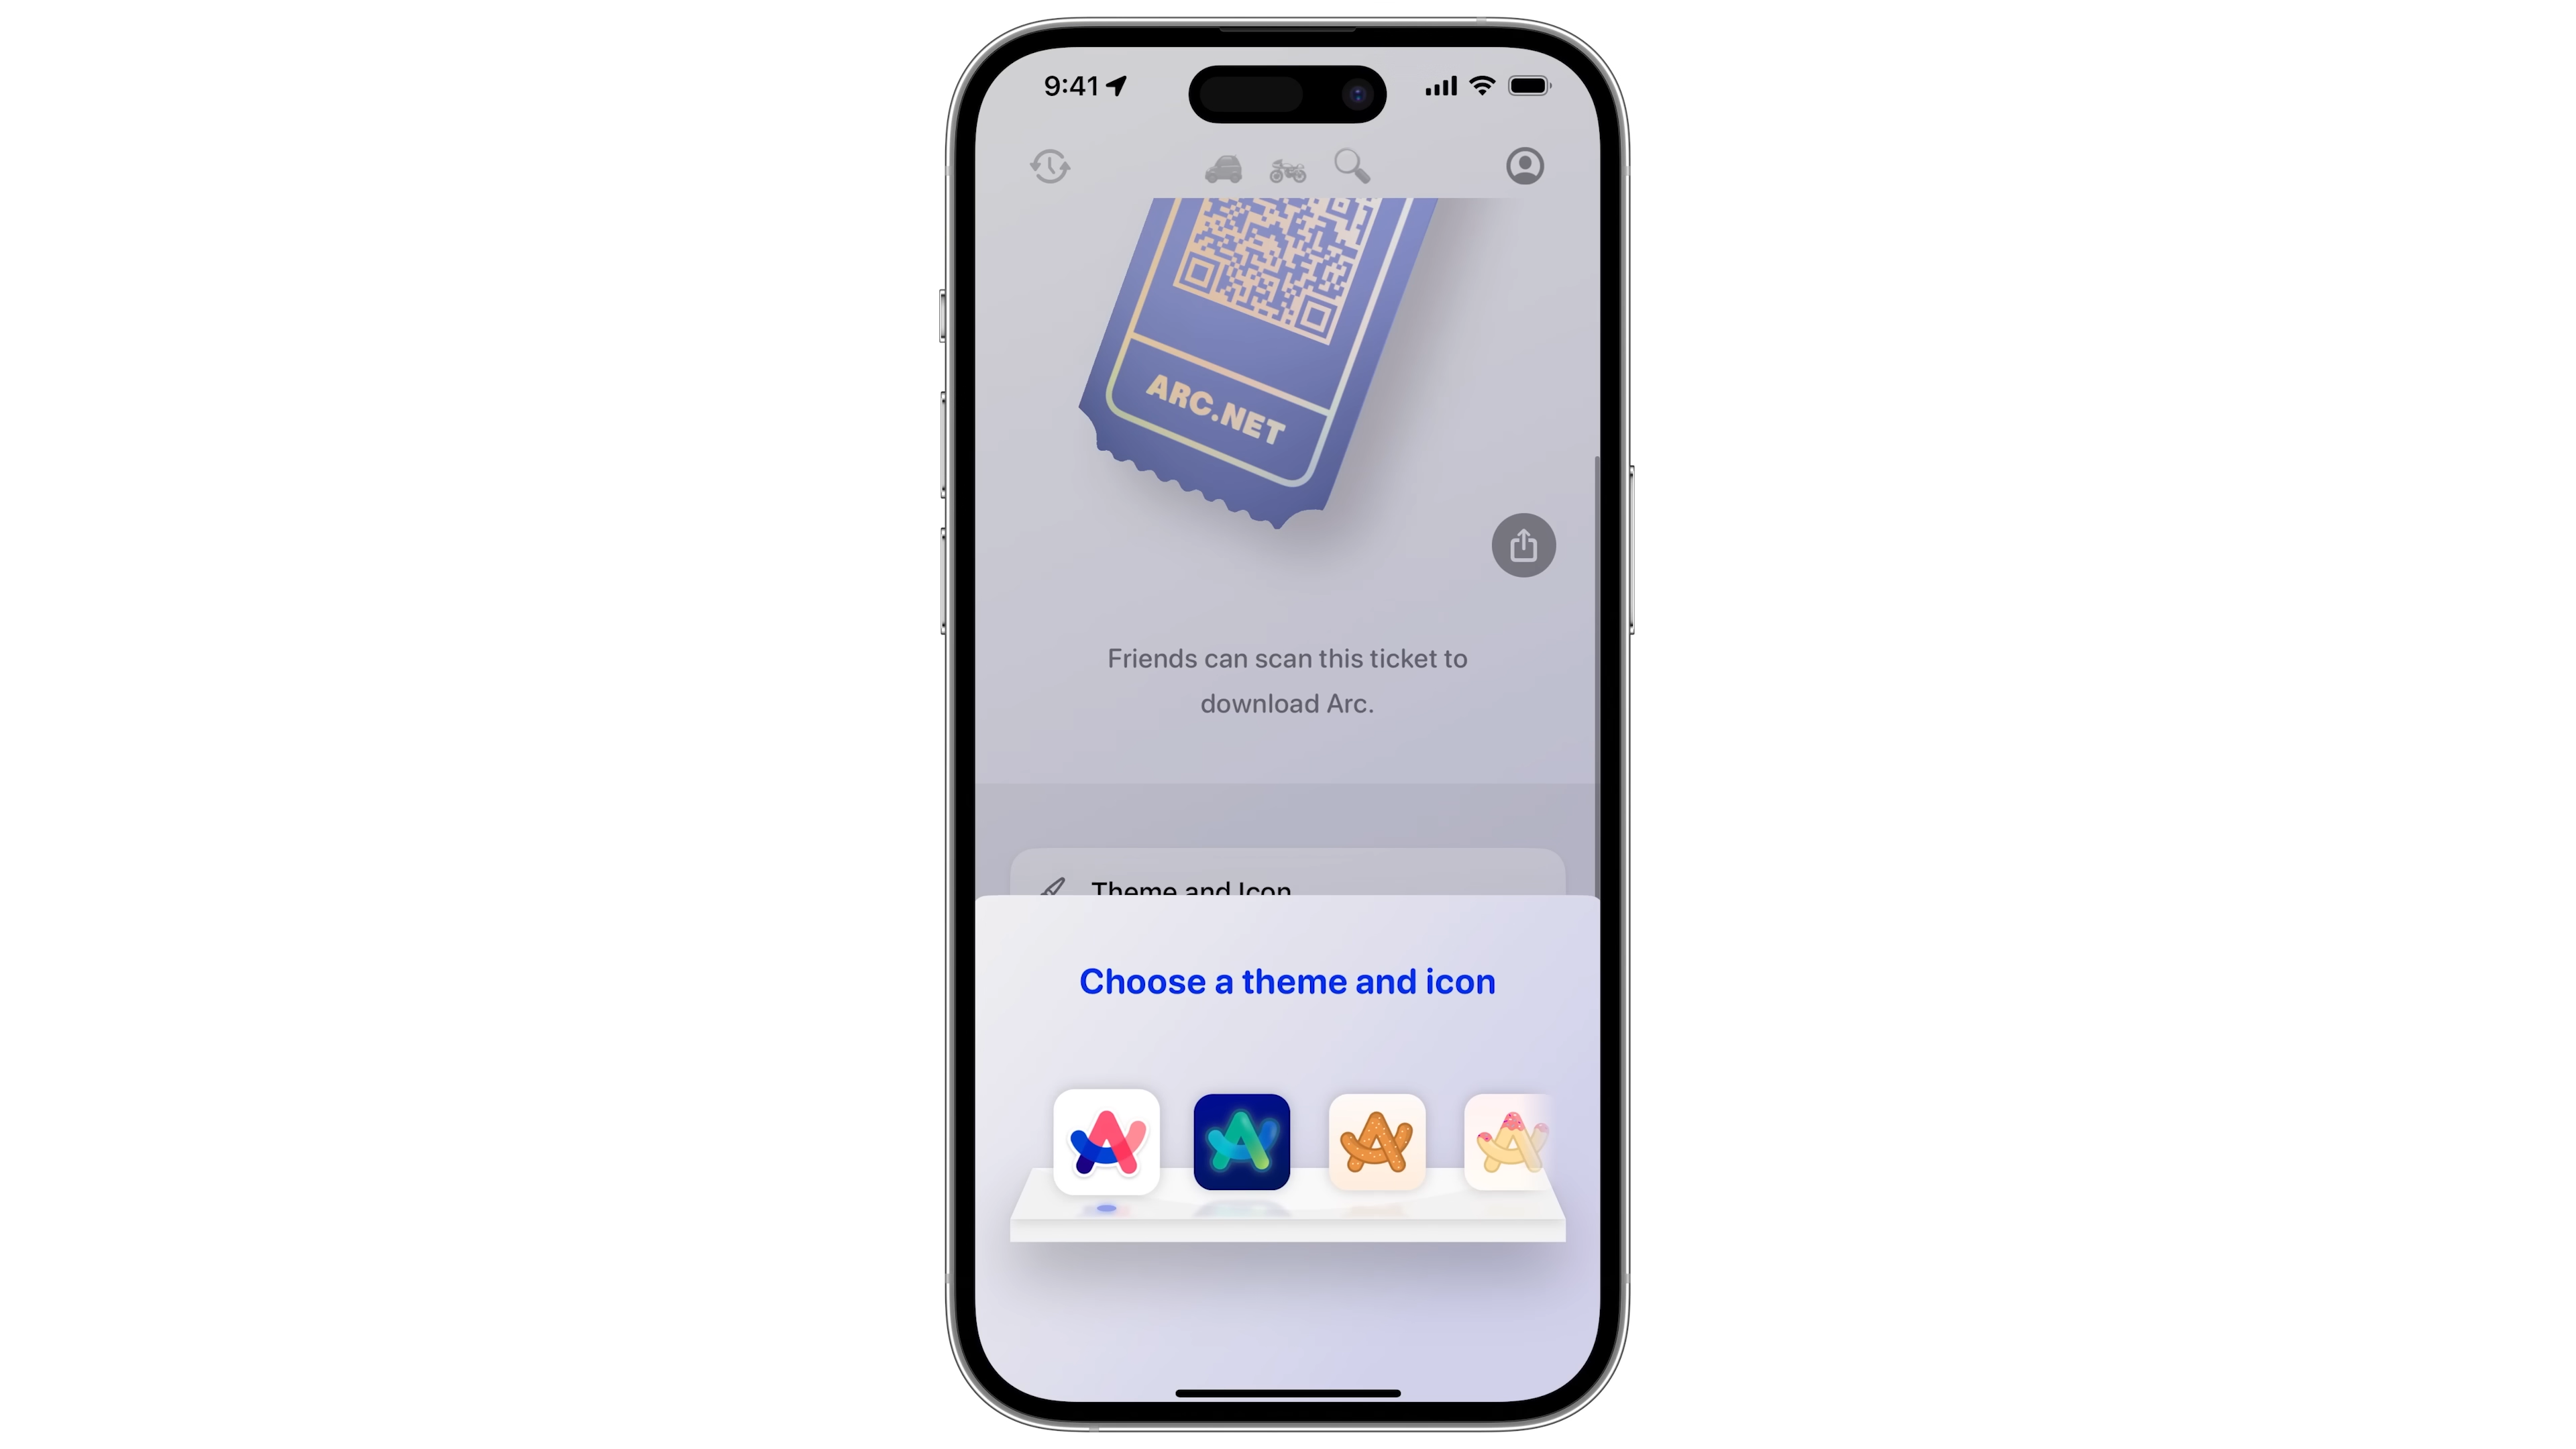 9:41
ARC.NET
Friends can scan this ticket to
download Arc.
Theme and Icon
Choose a theme and icon